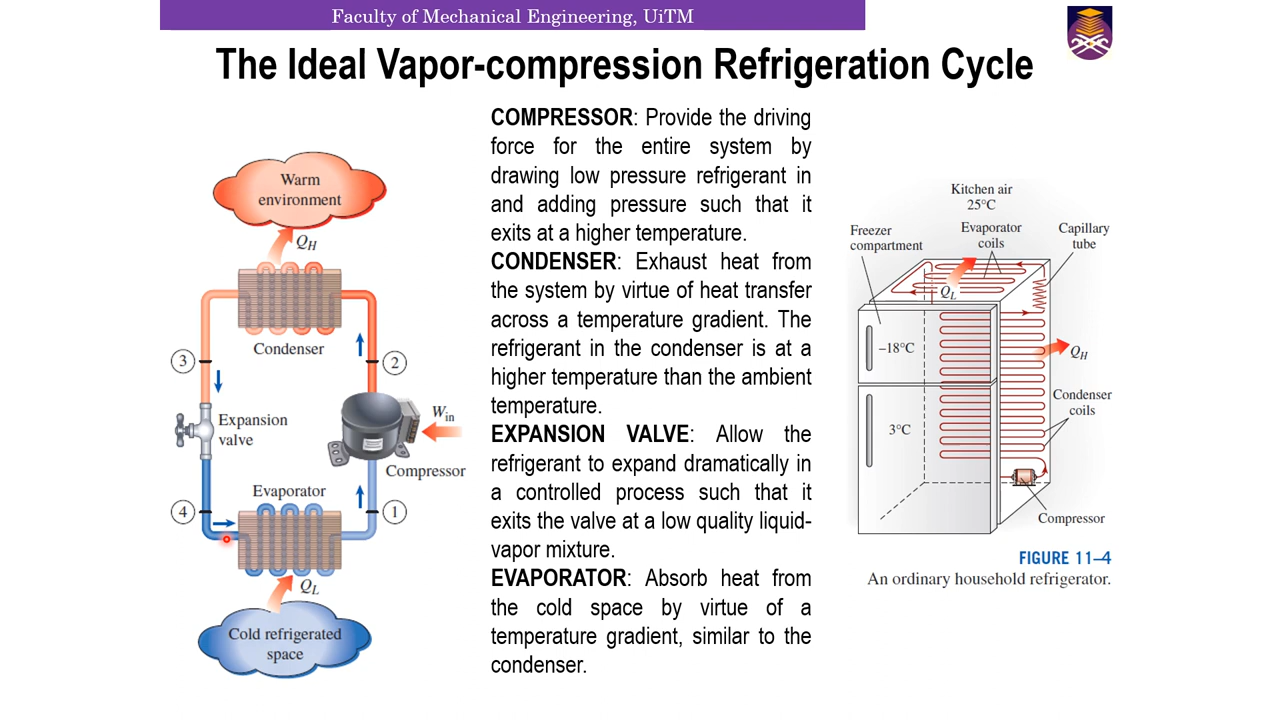 Faculty of Mechanical Engineering, UiTM
The Ideal Vapor-compression Refrigeration Cycle
Warm
environment
QH
Condenser
3
2
Expansion
valve
Win
Compressor
Evaporator
4
1
QL
Cold refrigerated
space
COMPRESSOR: Provide the driving
force for the entire system by
drawing low pressure refrigerant in
and adding pressure such that it
exits at a higher temperature.
CONDENSER: Exhaust heat from
the system by virtue of heat transfer
across a temperature gradient. The
refrigerant in the condenser is at a
higher temperature than the ambient
temperature.
EXPANSION VALVE: Allow the
refrigerant to expand dramatically in
a controlled process such that it
exits the valve at a low quality liquid-
vapor mixture.
EVAPORATOR: Absorb heat from
the cold space by virtue of a
temperature gradient, similar to the
condenser.
Kitchen air
25°C
Freezer
compartment
Evaporator
coils
Capillary
tube
QL
–18°C
QH
Condenser
coils
3°C
Compressor
FIGURE 11–4
An ordinary household refrigerator.